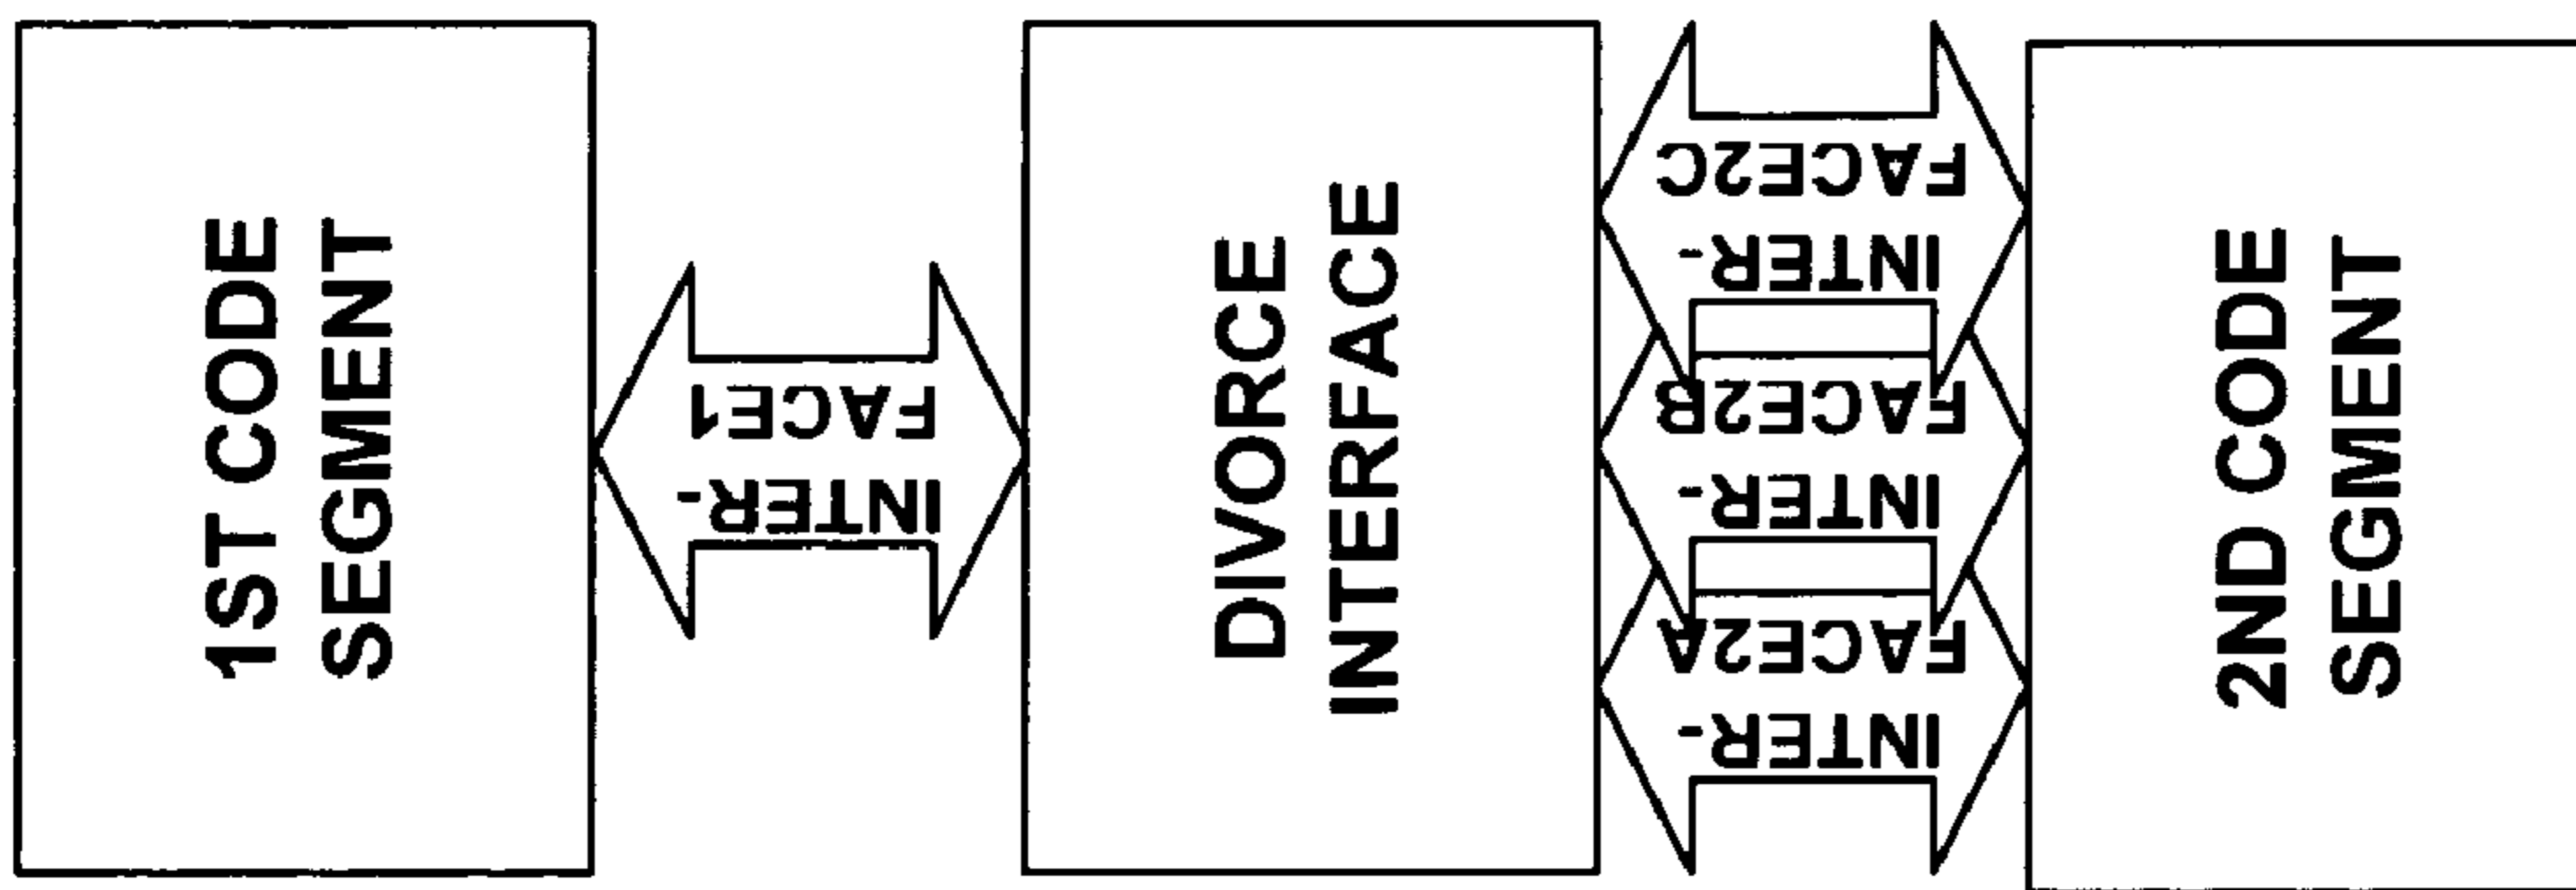 1ST CODE
SEGMENT
INTER-
FACE1
DIVORCE
INTERFACE
INTER-
FACE2C
INTER-
FACE2B
INTER-
FACE2A
2ND CODE
SEGMENT